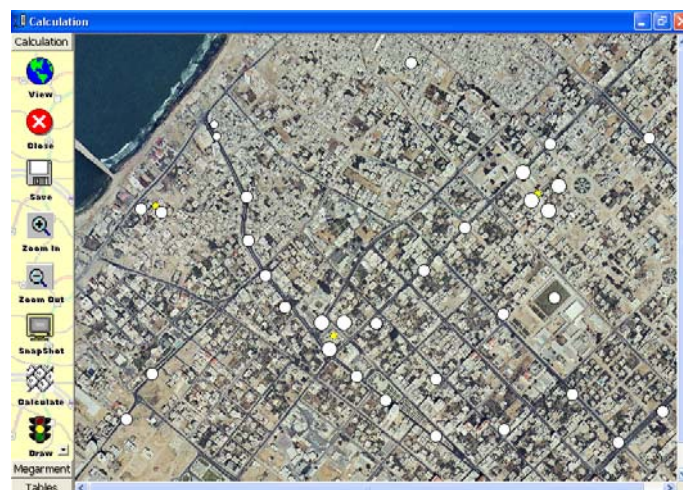 Calculation
Calculation
View
Close
Save
Zoom In
Zoom Out
SnapShot
Calculate
Draw
Megarment
Tables